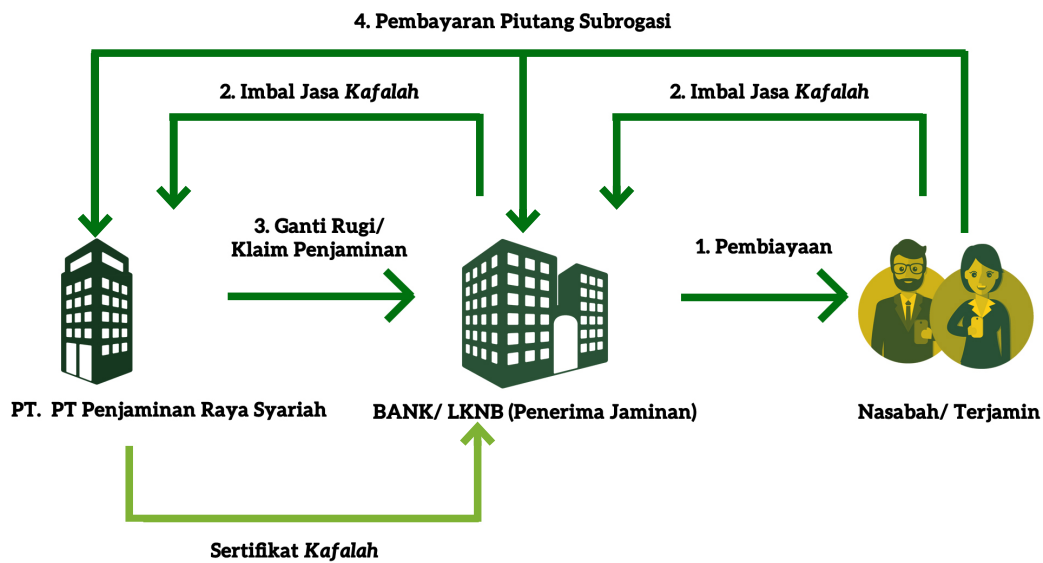 4. Pembayaran Piutang Subrogasi
2. Imbal Jasa Kafalah
2. Imbal Jasa Kafalah
3. Ganti Rugi/
Klaim Penjaminan
1. Pembiayaan
PT.  PT Penjaminan Raya Syariah
BANK/ LKNB (Penerima Jaminan)
Nasabah/ Terjamin
Sertifikat Kafalah